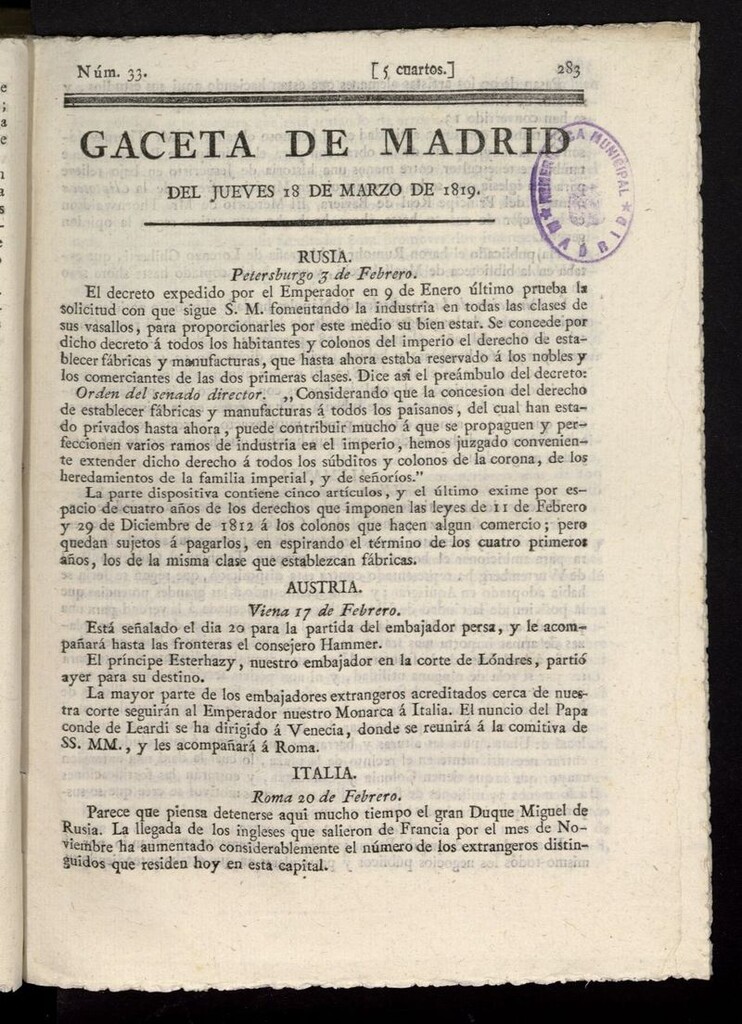 Núm. 33. [5 cuartos.] 283
GACETA DE MADRID
DEL JUEVES 18 DE MARZO DE 1819.
HEMEROTECA MUNICIPAL
★ MADRID ★
RUSIA.
Petersburgo 3 de Febrero.
El decreto expedido por el Emperador en 9 de Enero último prueba la
solicitud con que sigue S. M. fomentando la industria en todas las clases de
sus vasallos, para proporcionarles por este medio su bien estar. Se concede por
dicho decreto á todos los habitantes y colonos del imperio el derecho de esta-
blecer fábricas y manufacturas, que hasta ahora estaba reservado á los nobles y
los comerciantes de las dos primeras clases. Dice asi el preámbulo del decreto:
Orden del senado director. „Considerando que la concesion del derecho
de establecer fábricas y manufacturas á todos los paisanos, del cual han esta-
do privados hasta ahora, puede contribuir mucho á que se propaguen y per-
feccionen varios ramos de industria en el imperio, hemos juzgado convenien-
te extender dicho derecho á todos los súbditos y colonos de la corona, de los
heredamientos de la familia imperial, y de señoríos."
La parte dispositiva contiene cinco artículos, y el último exime por es-
pacio de cuatro años de los derechos que imponen las leyes de 11 de Febrero
y 29 de Diciembre de 1812 á los colonos que hacen algun comercio; pero
quedan sujetos á pagarlos, en espirando el término de los cuatro primeros
años, los de la misma clase que establezcan fábricas.
AUSTRIA.
Viena 17 de Febrero.
Está señalado el dia 20 para la partida del embajador persa, y le acom-
pañará hasta las fronteras el consejero Hammer.
El príncipe Esterhazy, nuestro embajador en la corte de Lóndres, partió
ayer para su destino.
La mayor parte de los embajadores extrangeros acreditados cerca de nues-
tra corte seguirán al Emperador nuestro Monarca á Italia. El nuncio del Papa
conde de Leardi se ha dirigido á Venecia, donde se reunirá á la comitiva de
SS. MM., y les acompañará á Roma.
ITALIA.
Roma 20 de Febrero.
Parece que piensa detenerse aqui mucho tiempo el gran Duque Miguel de
Rusia. La llegada de los ingleses que salieron de Francia por el mes de No-
viembre ha aumentado considerablemente el número de los extrangeros distin-
guidos que residen hoy en esta capital.